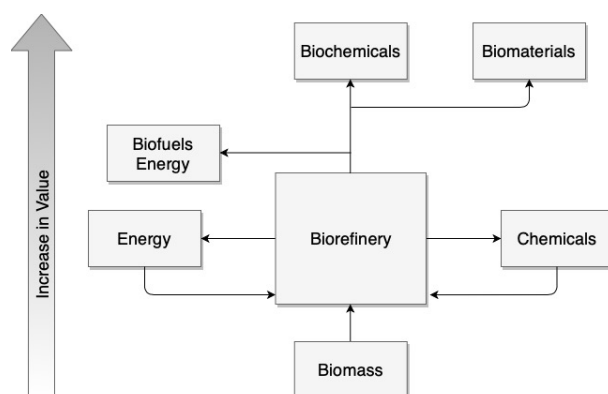 Biochemicals
Biomaterials
Biofuels
Energy
Energy
Biorefinery
Chemicals
Biomass
Increase in Value